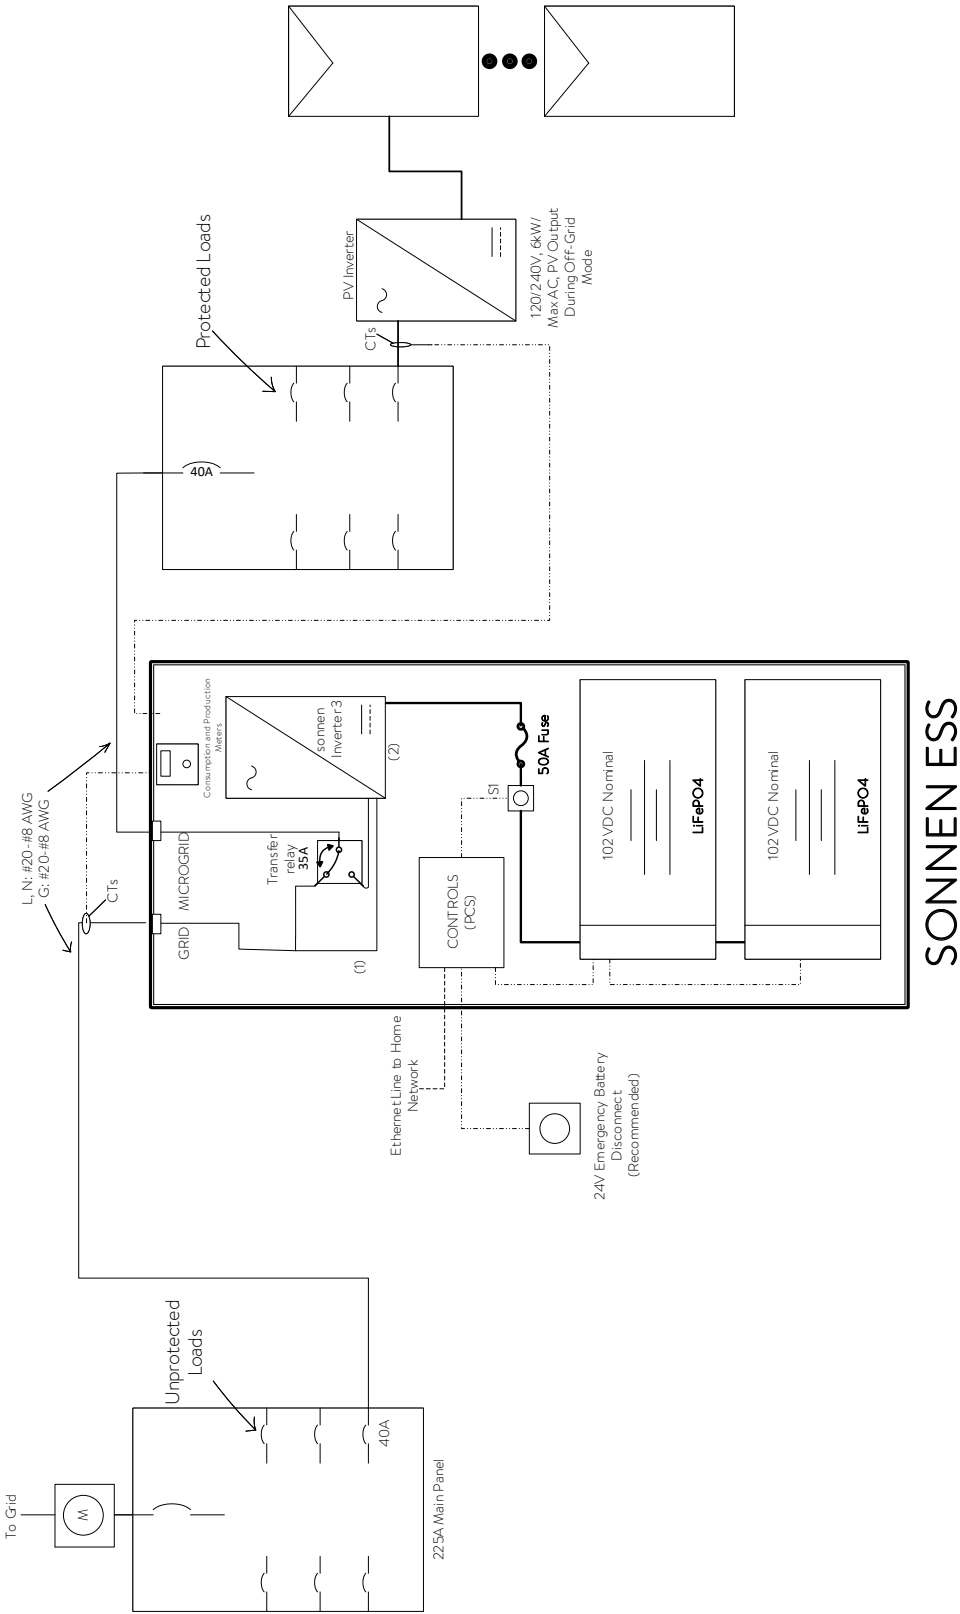 To Grid
W
225A Main Panel
40A
Unprotected
Loads
L, N: #20-#8 AWG
G: #20-#8 AWG
CTs
GRID
MICROGRID
Consumption and Production
Meters
Transfer
relay
35A
(1)
sonnen
Inverter3
(2)
CONTROLS
(PCS)
S1
50A Fuse
102VDC Nominal
LiFePO4
102VDC Nominal
LiFePO4
Ethernet Line to Home
Network
24V Emergency Battery
Disconnect
(Recommended)
SONNEN ESS
40A
Protected Loads
CTs
PV Inverter
120/240V, 6kW/
Max AC, PV Output
During Off-Grid
Mode